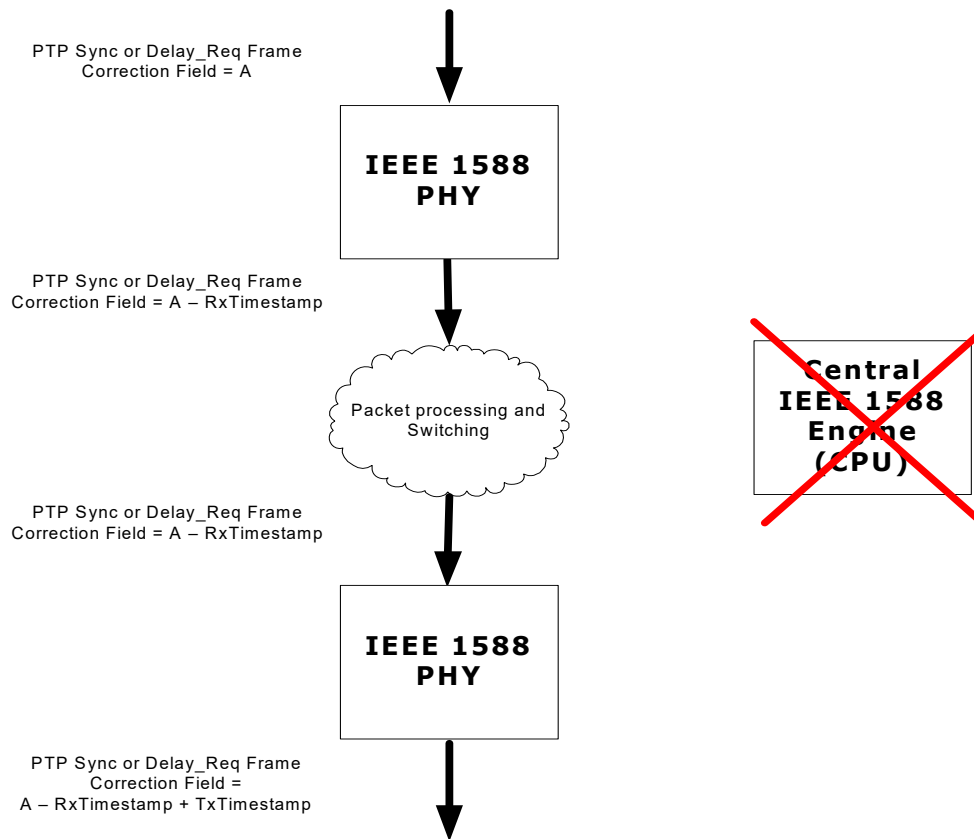 PTP Sync or Delay_Req Frame
Correction Field = A
IEEE 1588
PHY
PTP Sync or Delay_Req Frame
Correction Field = A – RxTimestamp
Packet processing and
Switching
Central
IEEE 1588
Engine
(CPU)
PTP Sync or Delay_Req Frame
Correction Field = A – RxTimestamp
IEEE 1588
PHY
PTP Sync or Delay_Req Frame
Correction Field =
A – RxTimestamp + TxTimestamp